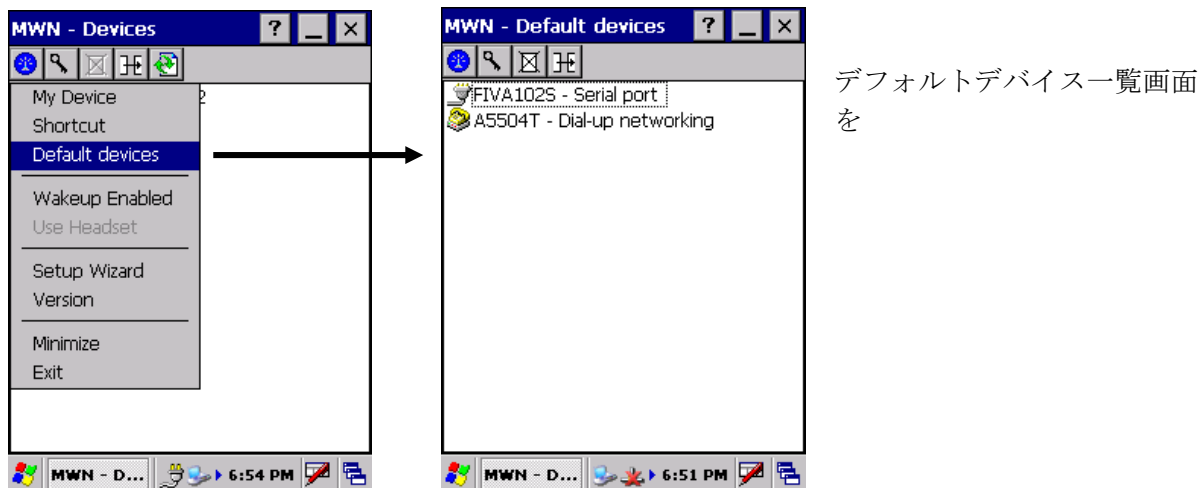 MWN - Devices
?
My Device
2
Shortcut
Default devices
Wakeup Enabled
Use Headset
Setup Wizard
Version
Minimize
Exit
MWN - D...
6:54 PM
MWN - Default devices
?
FIVA102S - Serial port
A5504T - Dial-up networking
MWN - D...
6:51 PM
デフォルトデバイス一覧画面
を